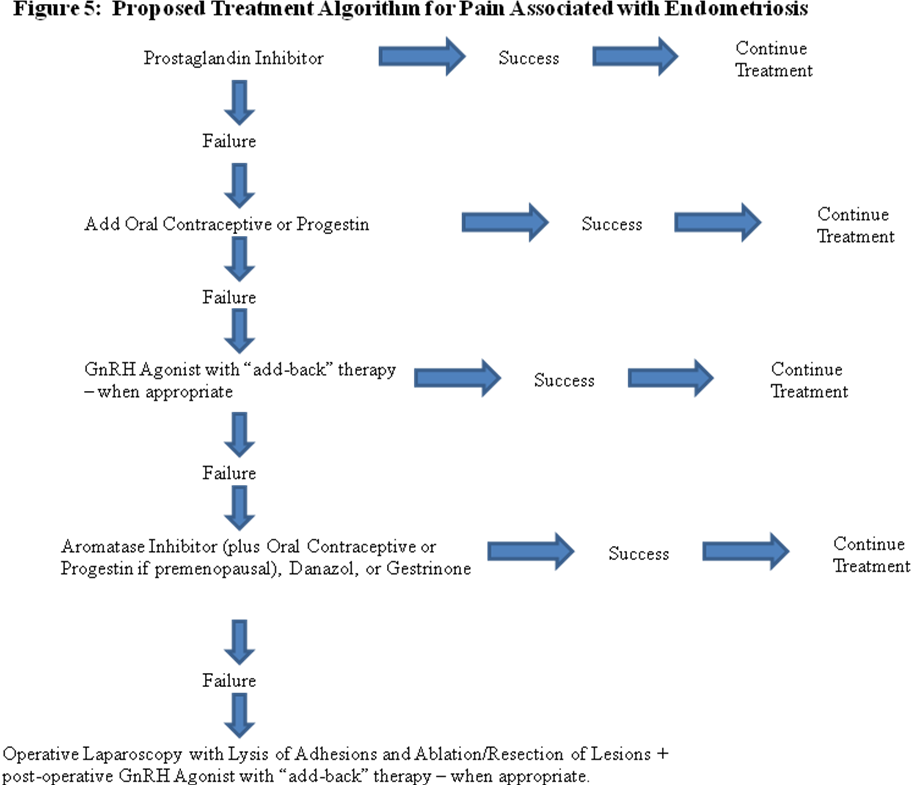 Figure 5: Proposed Treatment Algorithm for Pain Associated with Endometriosis
Prostaglandin Inhibitor
Success
Continue
Treatment
Failure
Add Oral Contraceptive or Progestin
Success
Continue
Treatment
Failure
GnRH Agonist with “add-back” therapy
– when appropriate
Success
Continue
Treatment
Failure
Aromatase Inhibitor (plus Oral Contraceptive or
Progestin if premenopausal), Danazol, or Gestrinone
Success
Continue
Treatment
Failure
Operative Laparoscopy with Lysis of Adhesions and Ablation/Resection of Lesions +
post-operative GnRH Agonist with “add-back” therapy – when appropriate.